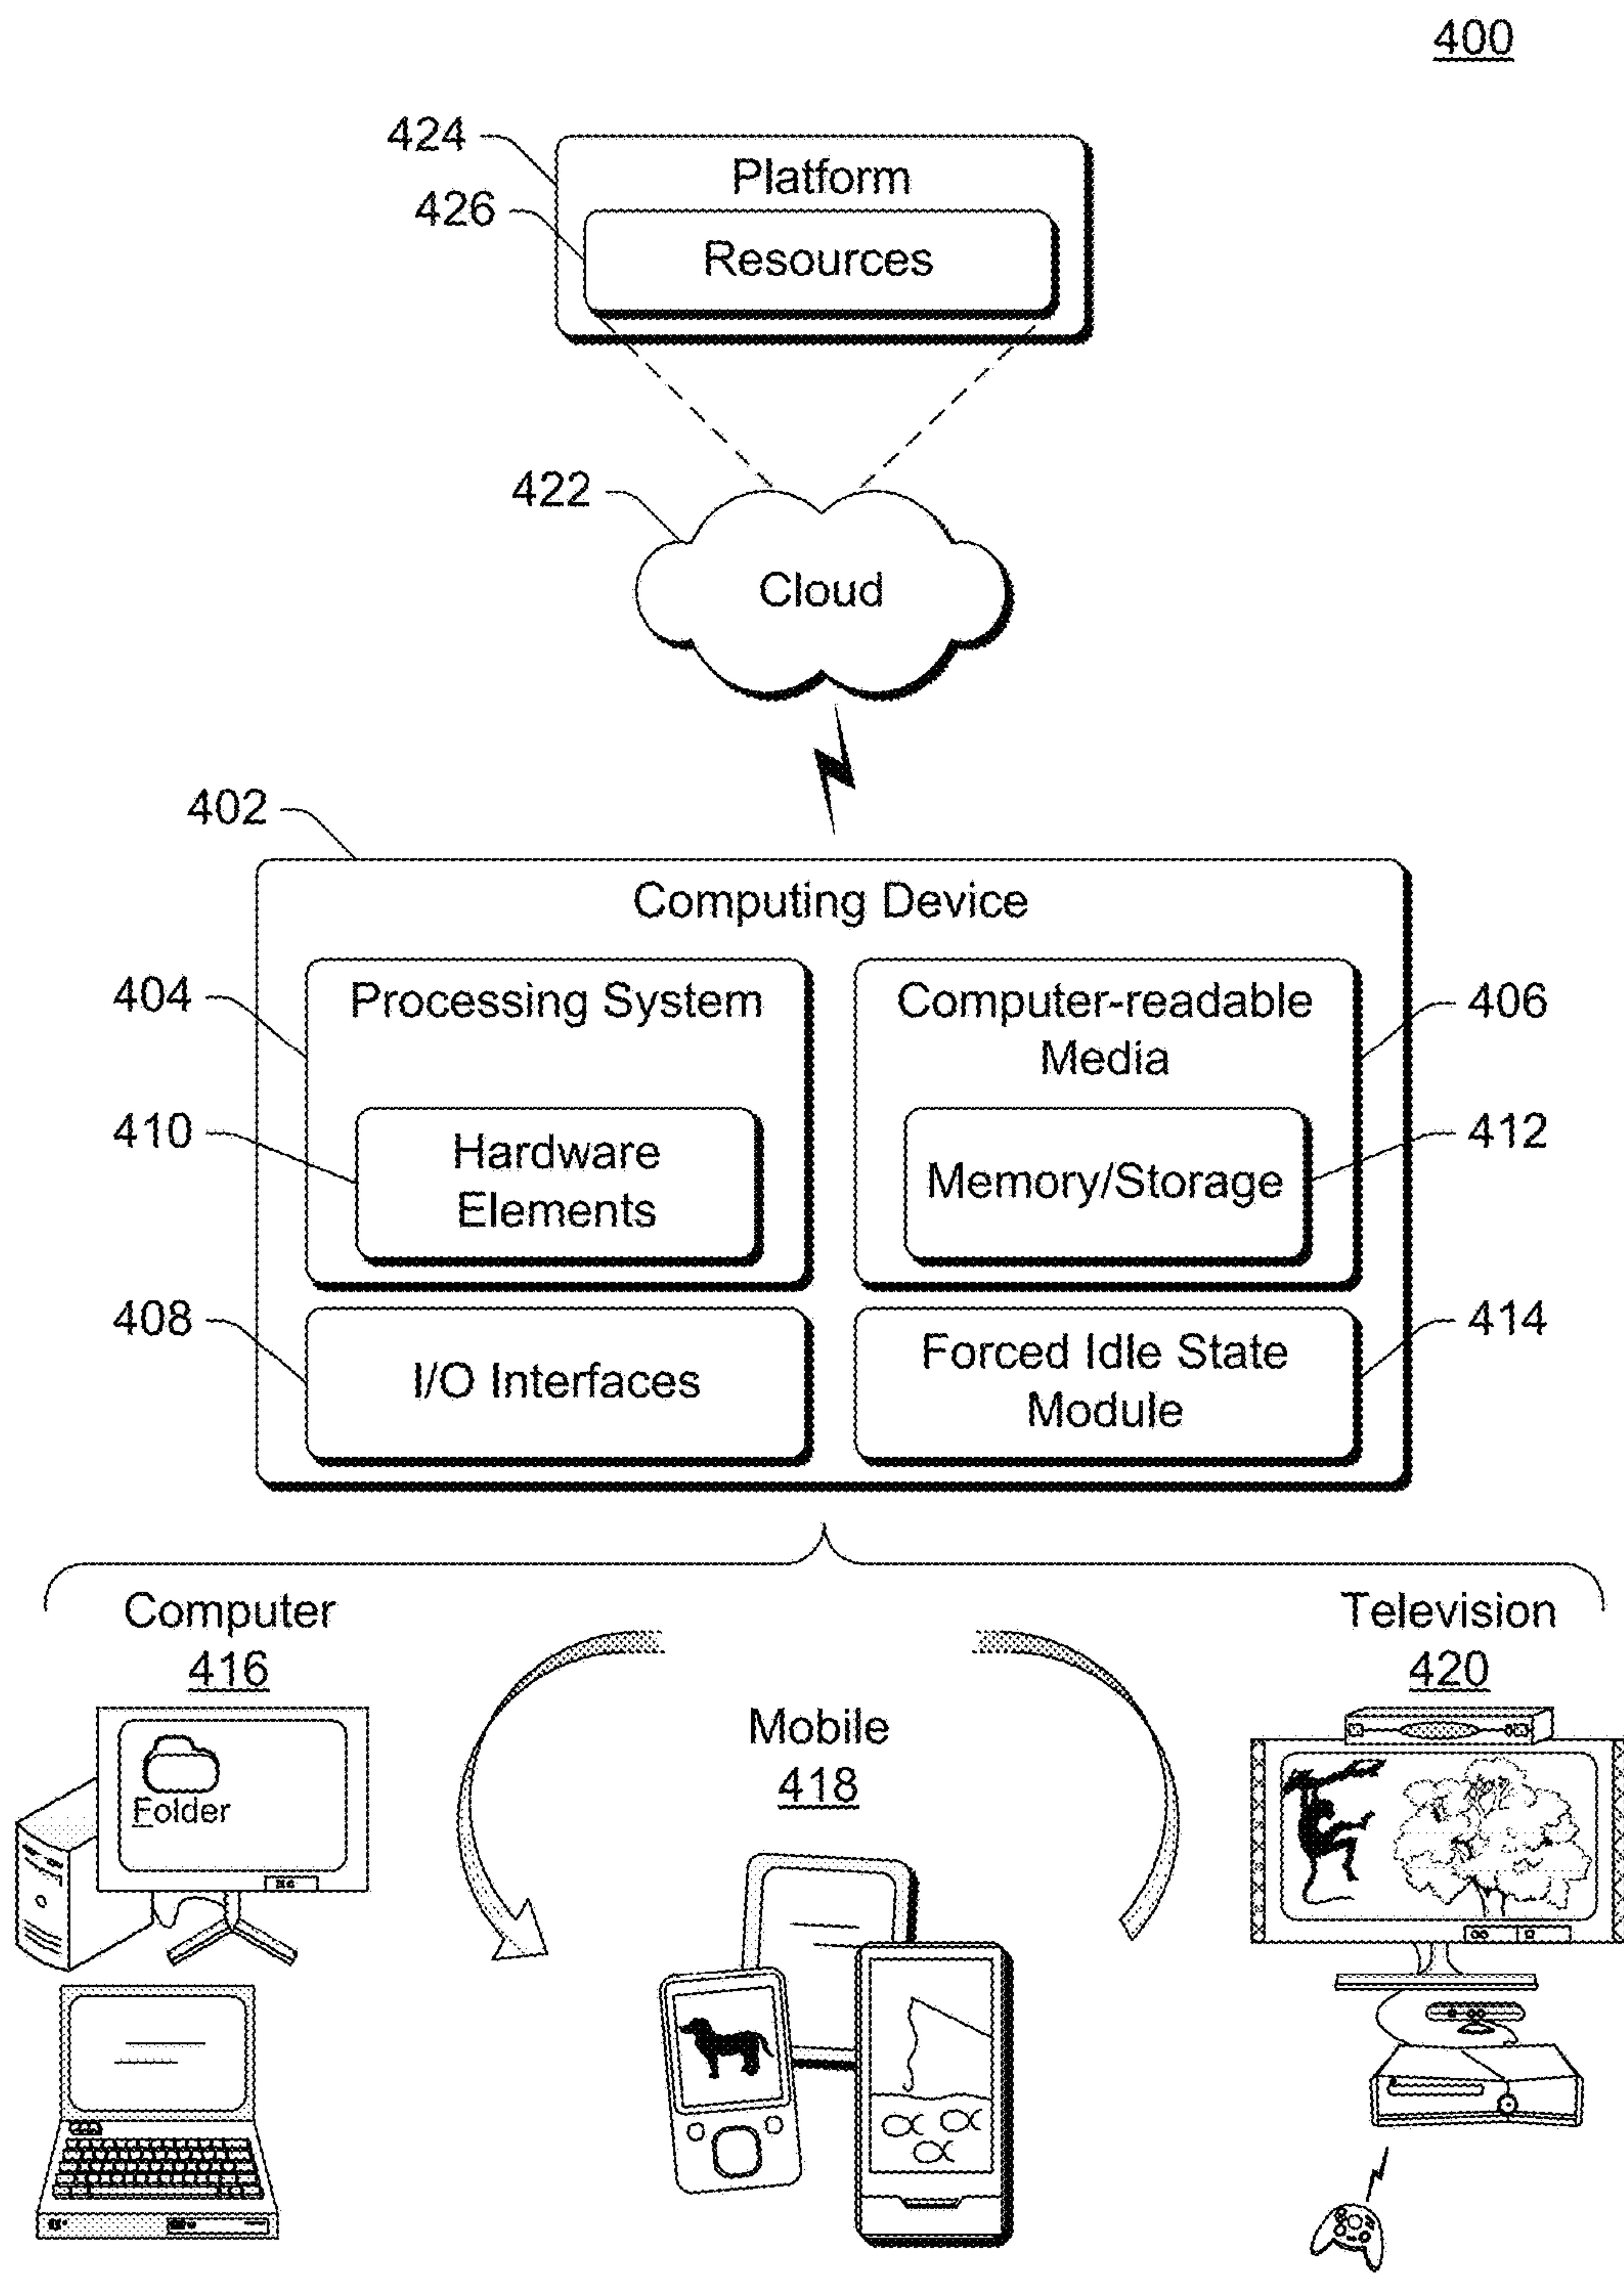 400
424
Platform
426
Resources
422
Cloud
402
Computing Device
404
Processing System
Computer-readable
Media
406
410
Hardware
Elements
Memory/Storage
412
408
I/O Interfaces
Forced Idle State
Module
414
Computer
416
Folder
Mobile
418
Television
420